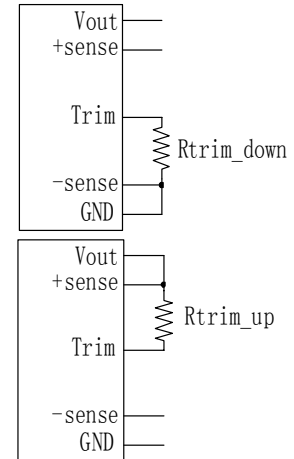 Vout
+sense
Trim
Rtrim_down
-sense
GND
Vout
+sense
Rtrim_up
Trim
-sense
GND